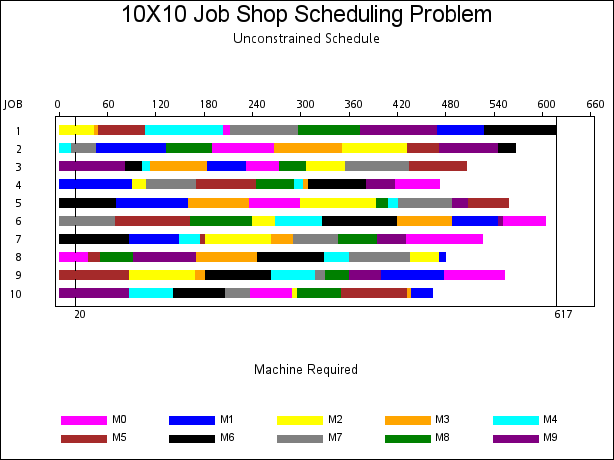 10X10 Job Shop Scheduling Problem
Unconstrained Schedule
JOB 0 60 120 180 240 300 360 420 480 540 600 660
1
2
3
4
5
6
7
8
9
10
20 617
Machine Required
M0 M1 M2 M3 M4
M5 M6 M7 M8 M9